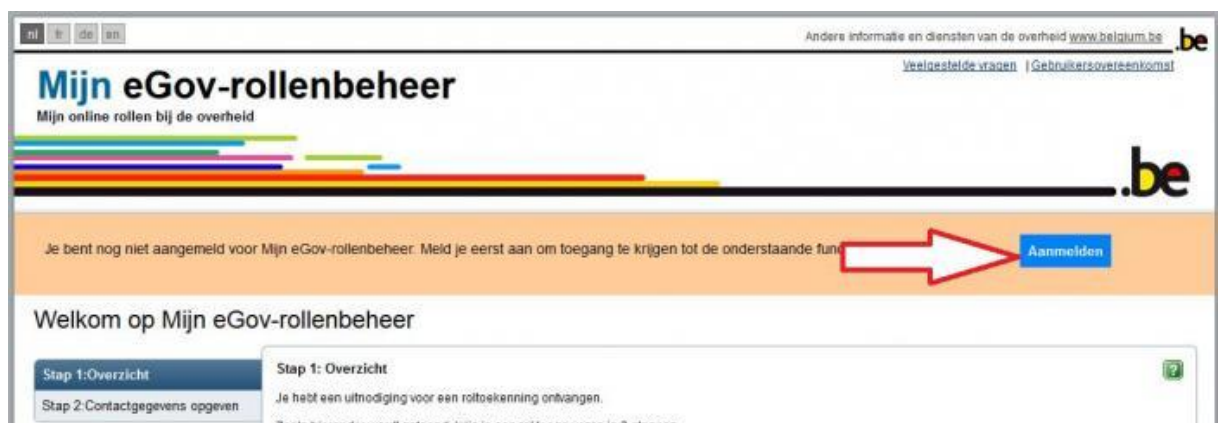 nl fr de en
Andere informatie en diensten van de overheid www.belgium.be .be
Veelgestelde vragen | Gebruikersovereenkomst
Mijn eGov-rollenbeheer
Mijn online rollen bij de overheid
.be
Je bent nog niet aangemeld voor Mijn eGov-rollenbeheer. Meld je eerst aan om toegang te krijgen tot de onderstaande
Aanmelden
Welkom op Mijn eGov-rollenbeheer
Stap 1:Overzicht
Stap 2:Contactgegevens opgeven
Stap 1: Overzicht
?
Je hebt een uitnodiging voor een roltoekenning ontvangen.